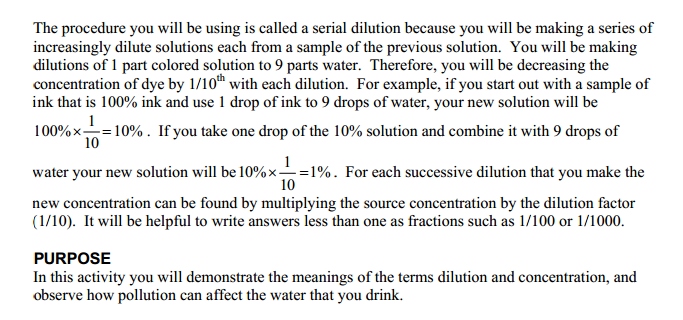 The procedure you will be using is called a serial dilution because you will be making a series of
increasingly dilute solutions each from a sample of the previous solution.  You will be making
dilutions of 1 part colored solution to 9 parts water.  Therefore, you will be decreasing the
concentration of dye by 1/10th with each dilution.  For example, if you start out with a sample of
ink that is 100% ink and use 1 drop of ink to 9 drops of water, your new solution will be
100%×1/10=10%.  If you take one drop of the 10% solution and combine it with 9 drops of
water your new solution will be 10%×1/10=1%.  For each successive dilution that you make the
new concentration can be found by multiplying the source concentration by the dilution factor
(1/10).  It will be helpful to write answers less than one as fractions such as 1/100 or 1/1000.
PURPOSE
In this activity you will demonstrate the meanings of the terms dilution and concentration, and
observe how pollution can affect the water that you drink.